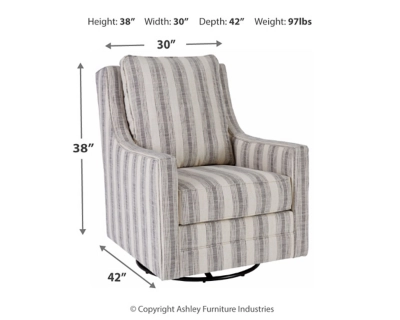 Height: 38" Width: 30" Depth: 42" Weight: 97lbs
30"
38"
42"
© Copyright Ashley Furniture Industries